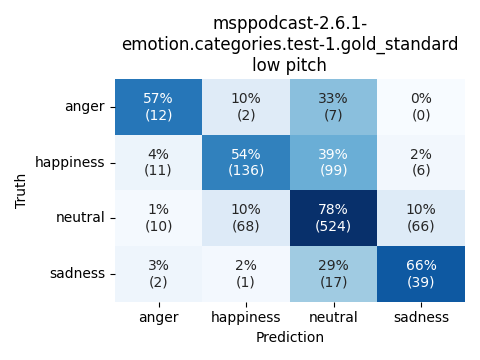 msppodcast-2.6.1-
emotion.categories.test-1.gold_standard
low pitch
Truth
anger 57% 10% 33% 0%
(12) (2) (7) (0)
happiness 4% 54% 39% 2%
(11) (136) (99) (6)
neutral 1% 10% 78% 10%
(10) (68) (524) (66)
sadness 3% 2% 29% 66%
(2) (1) (17) (39)
anger happiness neutral sadness
Prediction